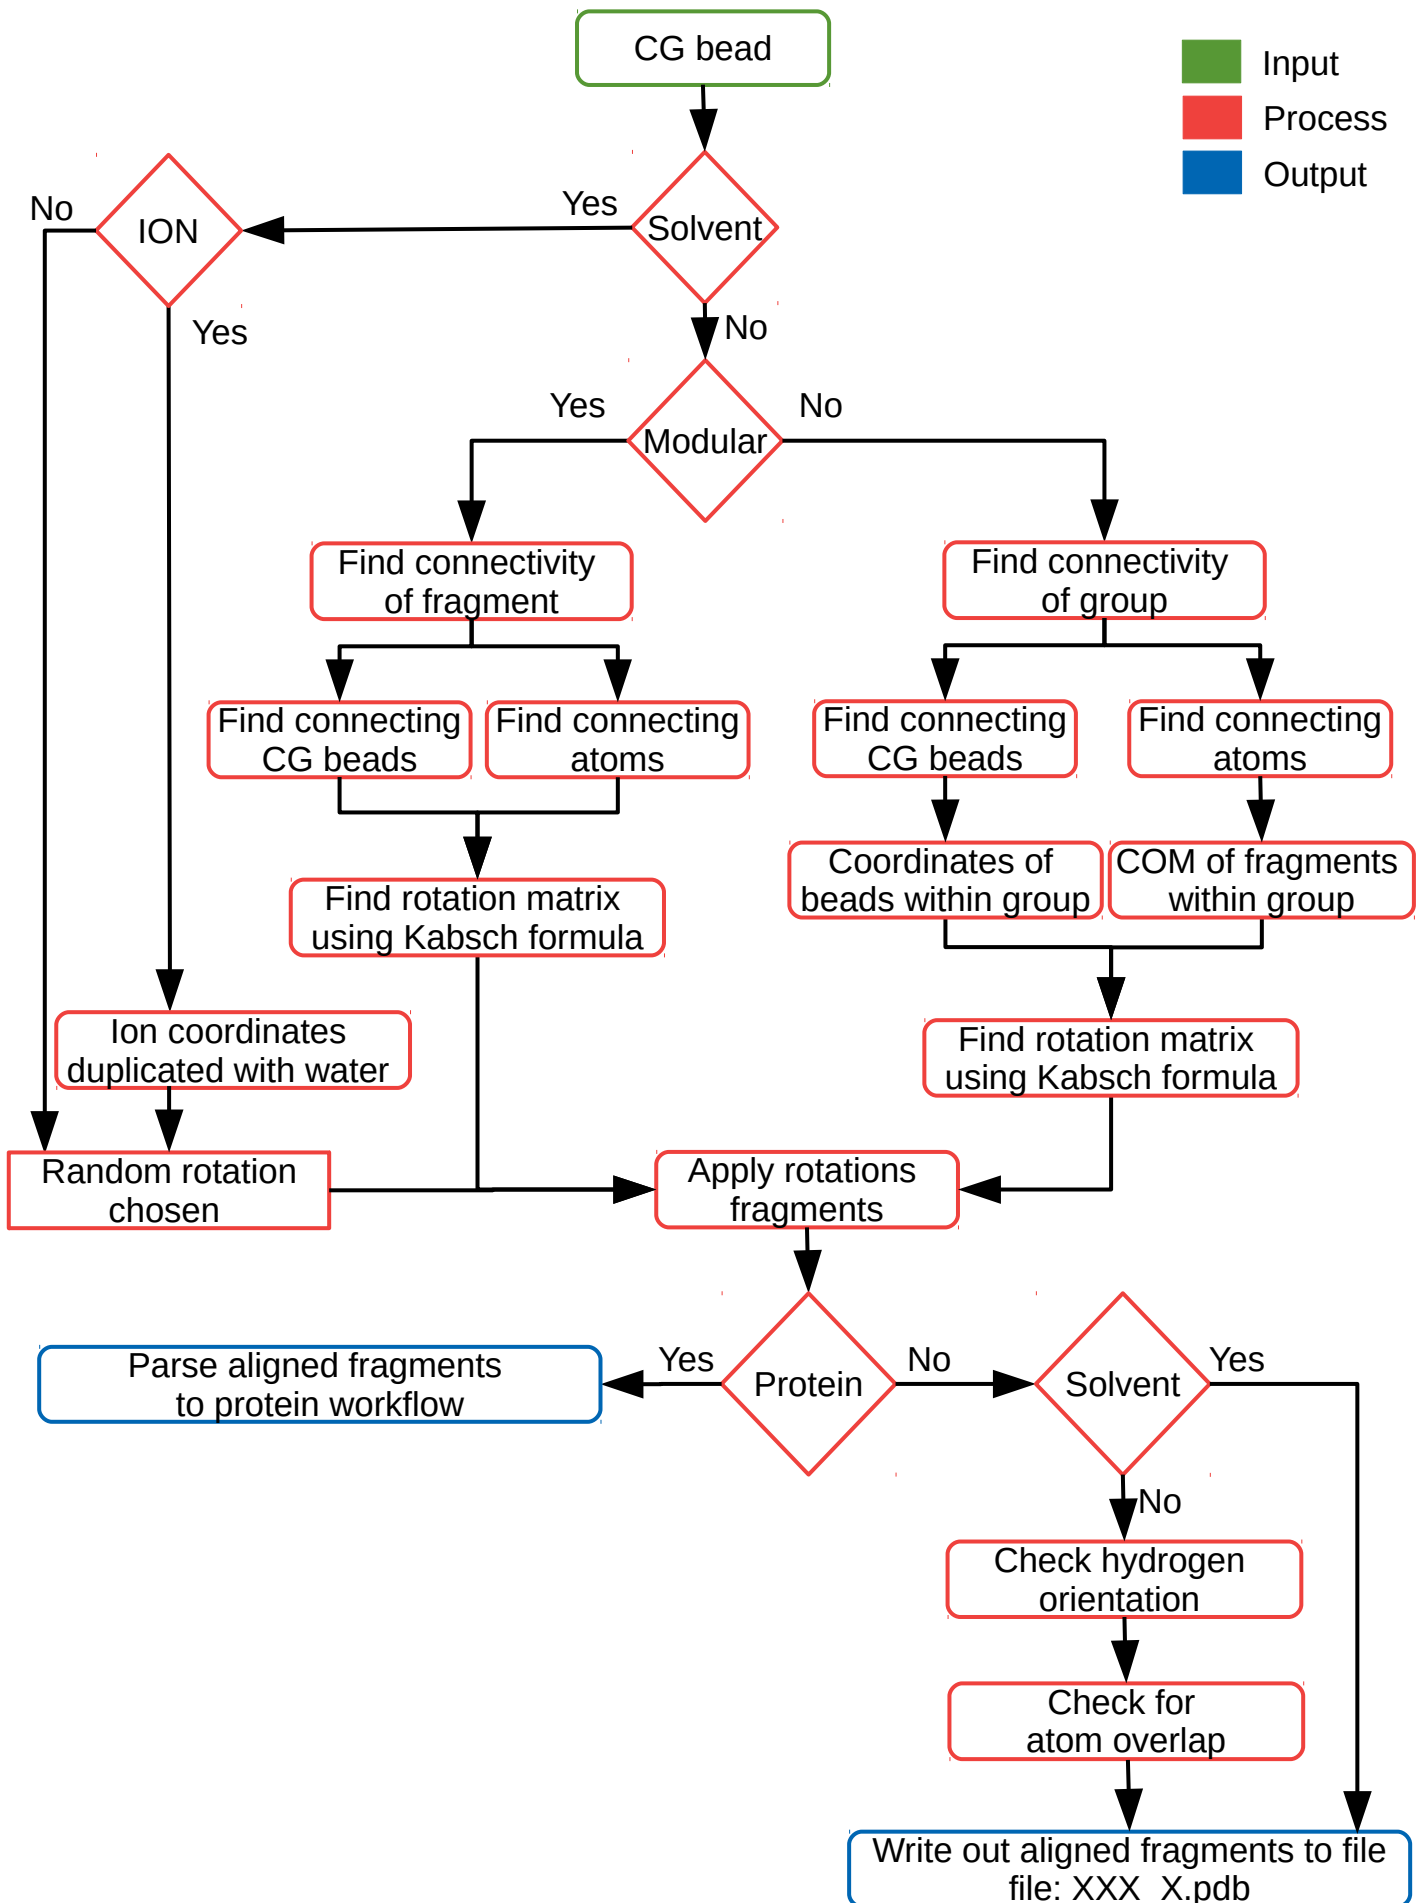 CG bead
Input
Process
Output
No
ION
Yes
Solvent
Yes
No
Yes
Modular
No
Find connectivity
of fragment
Find connectivity
of group
Find connecting
CG beads
Find connecting
atoms
Find connecting
CG beads
Find connecting
atoms
Coordinates of
beads within group
COM of fragments
within group
Find rotation matrix
using Kabsch formula
Find rotation matrix
using Kabsch formula
Ion coordinates
duplicated with water
Random rotation
chosen
Apply rotations
fragments
Parse aligned fragments
to protein workflow
Yes
Protein
No
Solvent
Yes
No
Check hydrogen
orientation
Check for
atom overlap
Write out aligned fragments to file
file: XXX_X.pdb